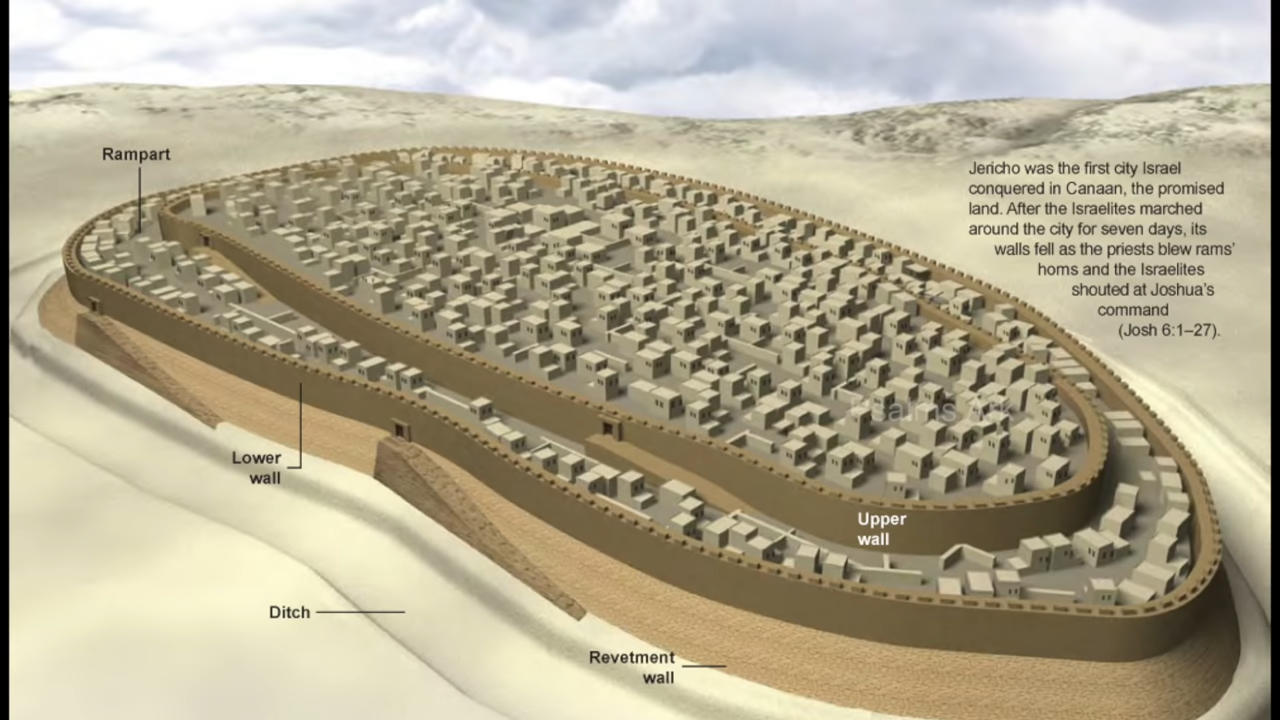 Rampart
Jericho was the first city Israel
conquered in Canaan, the promised
land. After the Israelites marched
around the city for seven days, its
walls fell as the priests blew rams’
horns and the Israelites
shouted at Joshua’s
command
(Josh 6:1–27).
Lower
wall
Upper
wall
Ditch
Revetment
wall